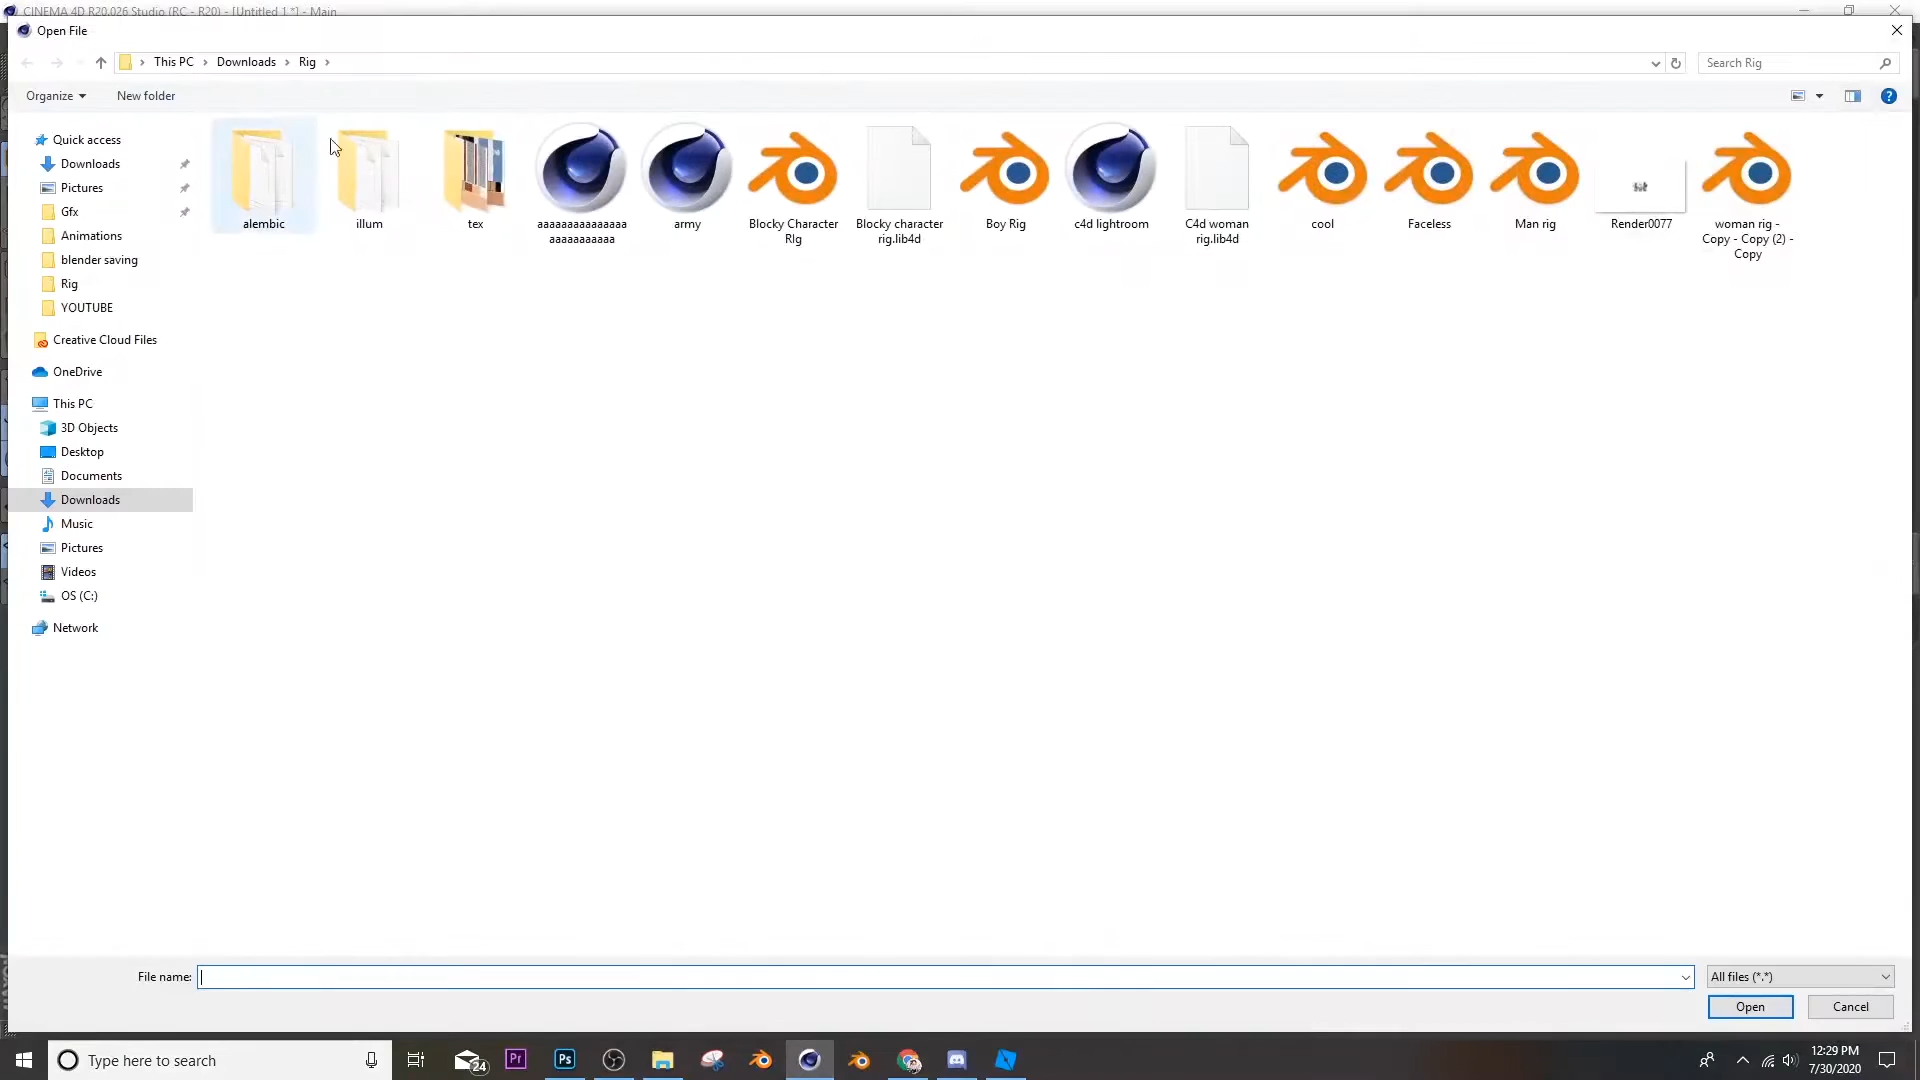 CINEMA 4D R20.026 Studio (RC - R20) - [Untitled 1 *] - Main
Open File
This PC > Downloads > Rig >
Search Rig
Organize
New folder
Quick access
Downloads
Pictures
Gfx
Animations
blender saving
Rig
YOUTUBE
Creative Cloud Files
OneDrive
This PC
3D Objects
Desktop
Documents
Downloads
Music
Pictures
Videos
OS (C:)
Network
alembic
illum
tex
aaaaaaaaaaaaaaa
aaaaaaaaaaa
army
Blocky Character
RIg
Blocky character
rig.lib4d
Boy Rig
c4d lightroom
C4d woman
rig.lib4d
cool
Faceless
Man rig
Render0077
woman rig -
Copy - Copy (2) -
Copy
File name:
All files (*.*)
Open
Cancel
Type here to search
24
Pr
Ps
12:29 PM
7/30/2020